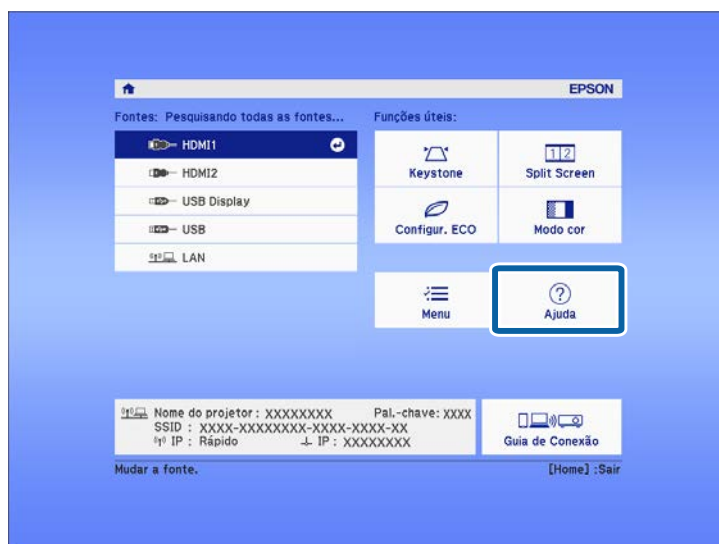 EPSON
Fontes: Pesquisando todas as fontes...
HDMI1
HDMI2
USB Display
USB
LAN
Funções úteis:
Keystone
1 2
Split Screen
Configur. ECO
Modo cor
Menu
?
Ajuda
Nome do projetor : XXXXXXXX Pal.-chave: XXXX
SSID : XXXX-XXXXXXXX-XXXX-XXXX-XX
IP : Rápido IP : XXXXXXXX
Guia de Conexão
Mudar a fonte. [Home] :Sair